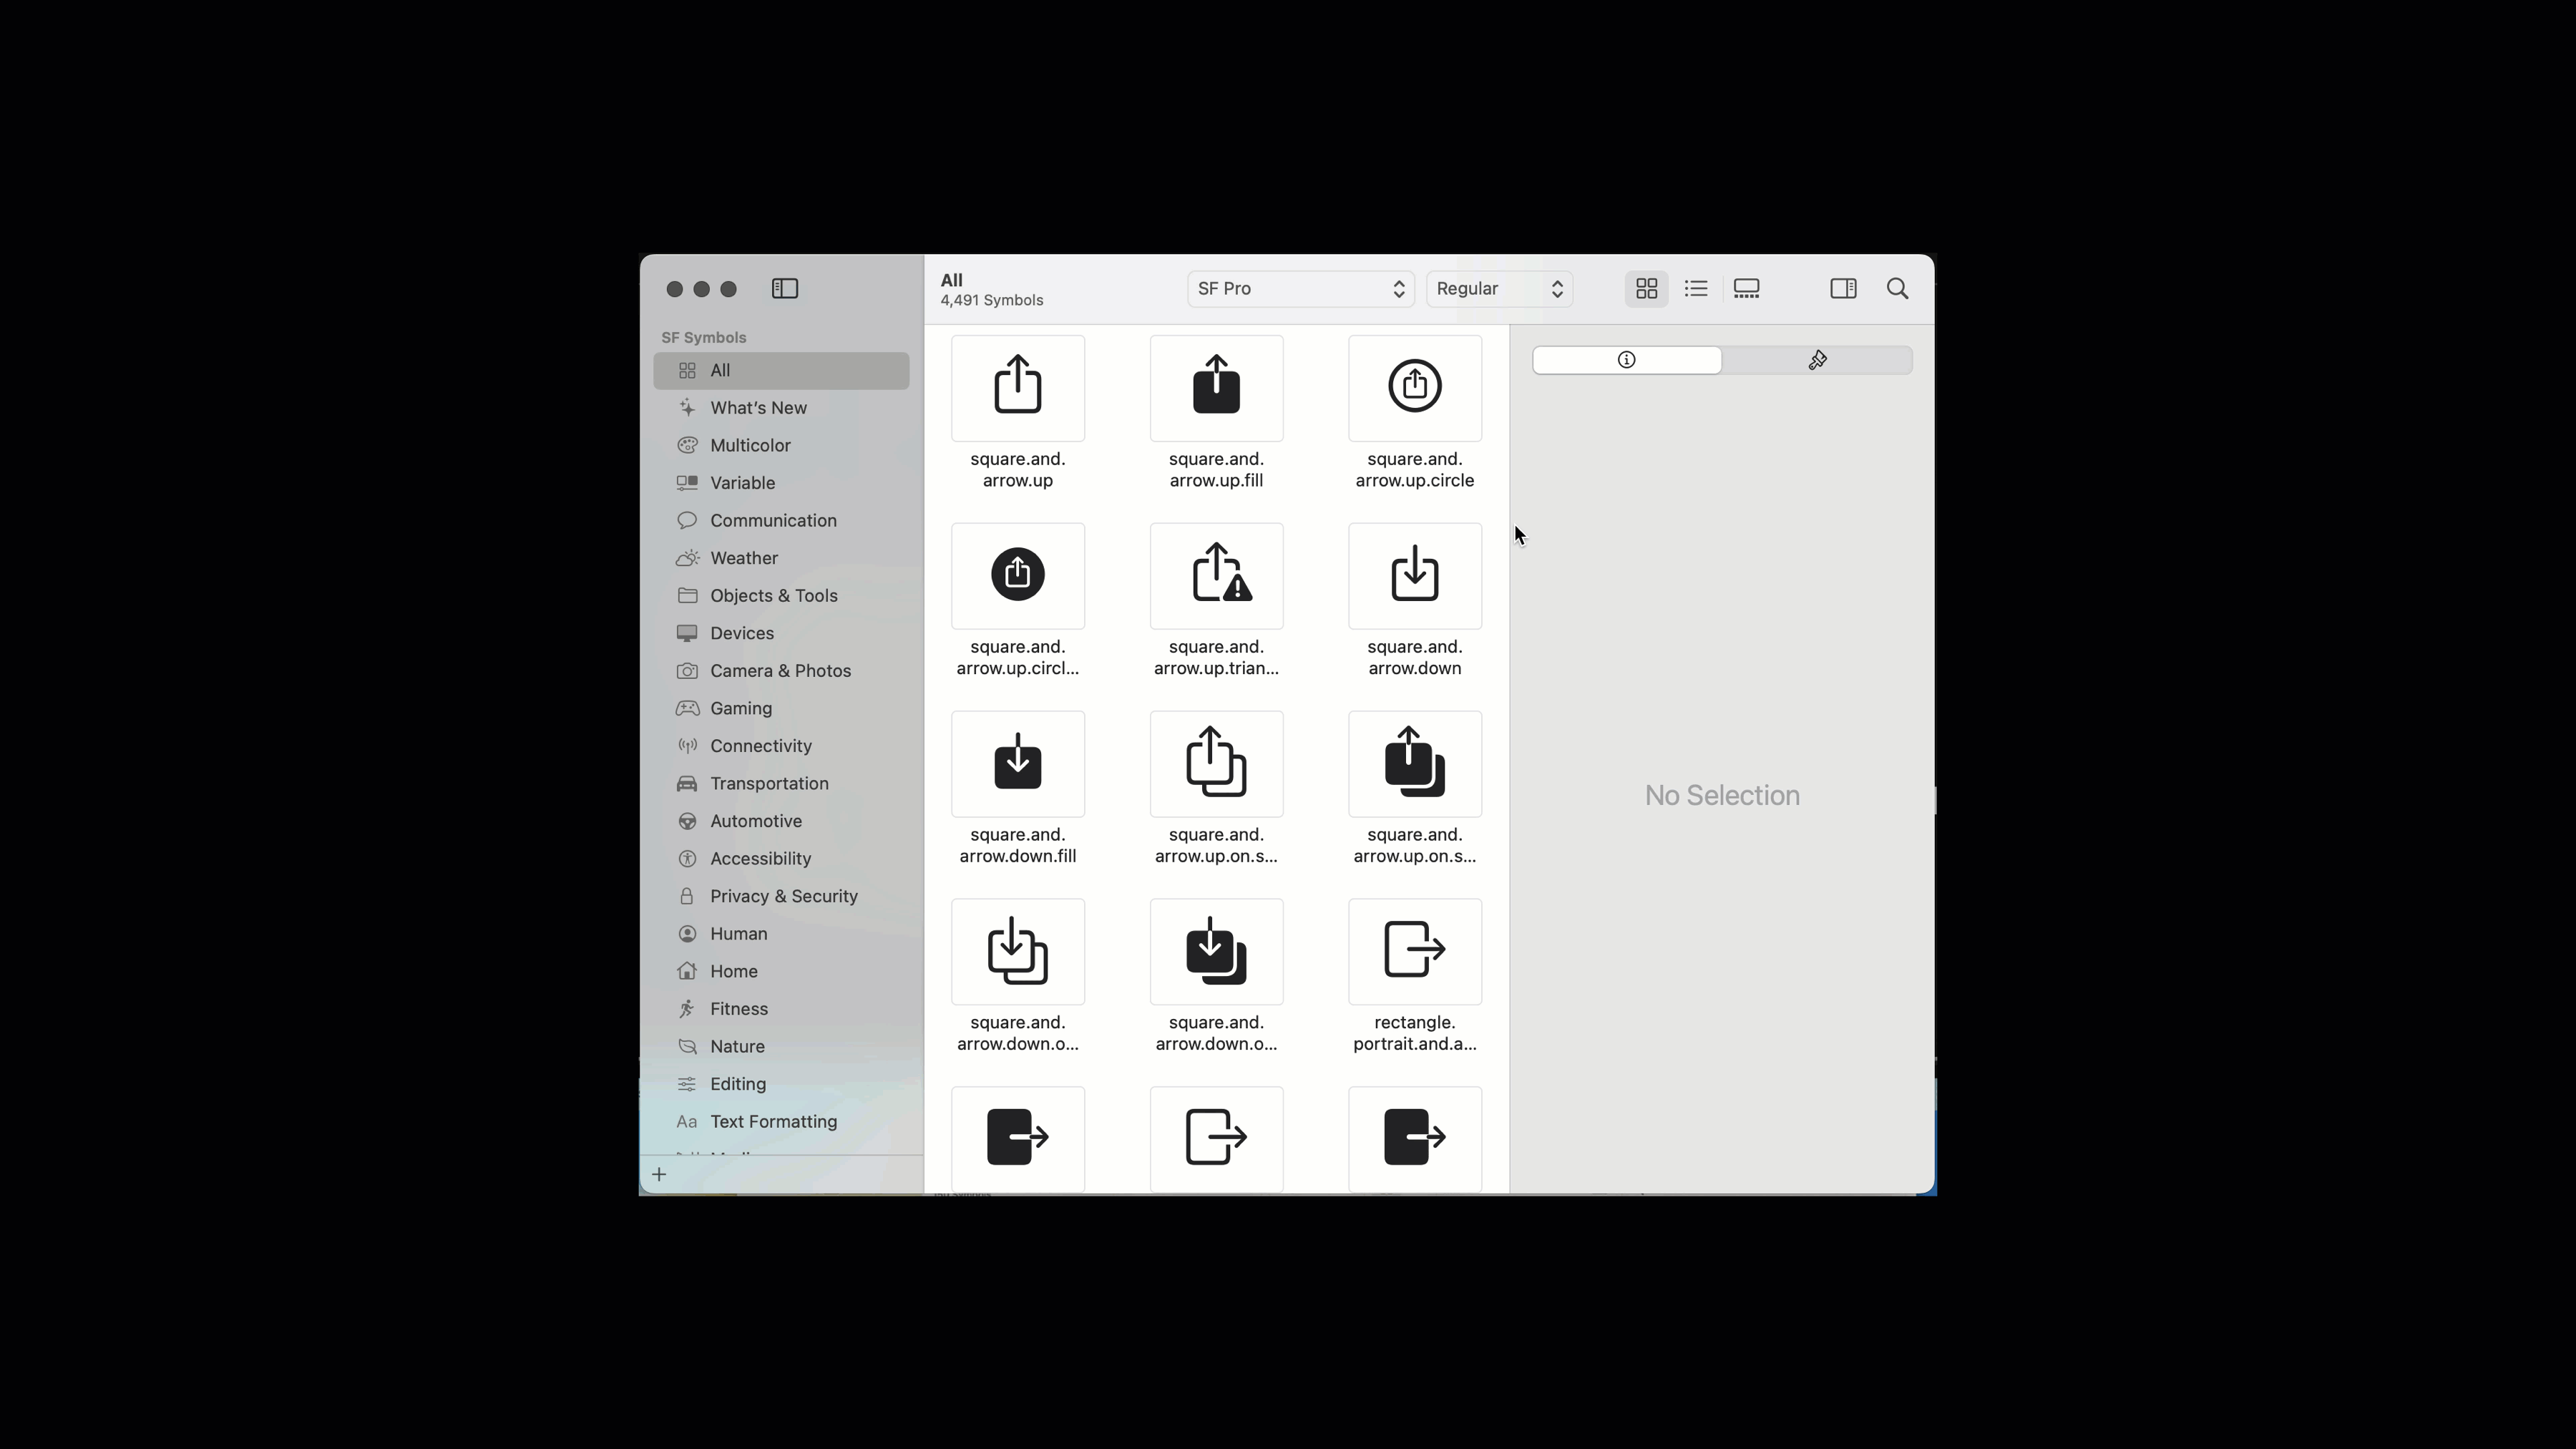 SF Symbols
All
What's New
Multicolor
Variable
Communication
Weather
Objects & Tools
Devices
Camera & Photos
Gaming
Connectivity
Transportation
Automotive
Accessibility
Privacy & Security
Human
Home
Fitness
Nature
Editing
Aa Text Formatting
All
4,491 Symbols
SF Pro
Regular
square.and.
arrow.up
square.and.
arrow.up.fill
square.and.
arrow.up.circle
square.and.
arrow.up.circl...
square.and.
arrow.up.trian...
square.and.
arrow.down
square.and.
arrow.down.fill
square.and.
arrow.up.on.s...
square.and.
arrow.up.on.s...
square.and.
arrow.down.o...
square.and.
arrow.down.o...
rectangle.
portrait.and.a...
No Selection